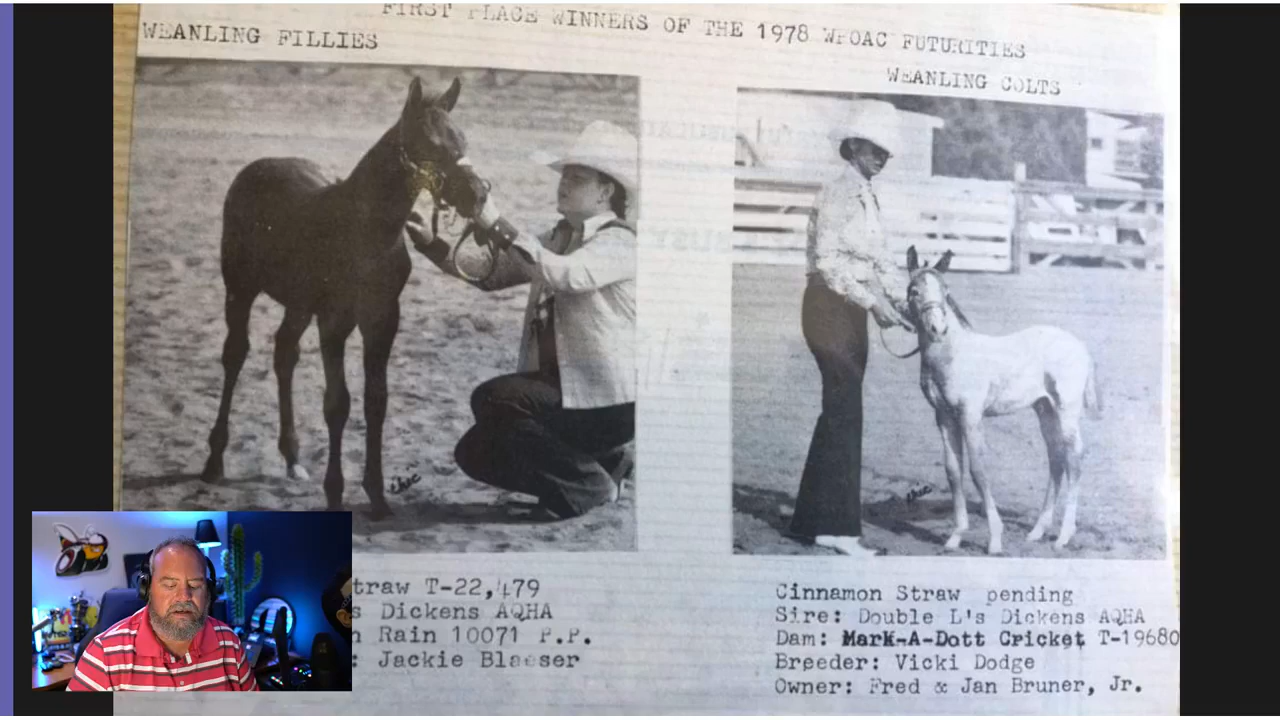 FIRST PLACE WINNERS OF THE 1978 WPOAC FUTURITIES
WEANLING FILLIES
WEANLING COLTS
chic
chic
traw T-22,479
s Dickens AQHA
n Rain 10071 P.P.
: Jackie Blaeser
Cinnamon Straw pending
Sire: Double L's Dickens AQHA
Dam: Mark-A-Dott Cricket T-19680
Breeder: Vicki Dodge
Owner: Fred & Jan Bruner, Jr.